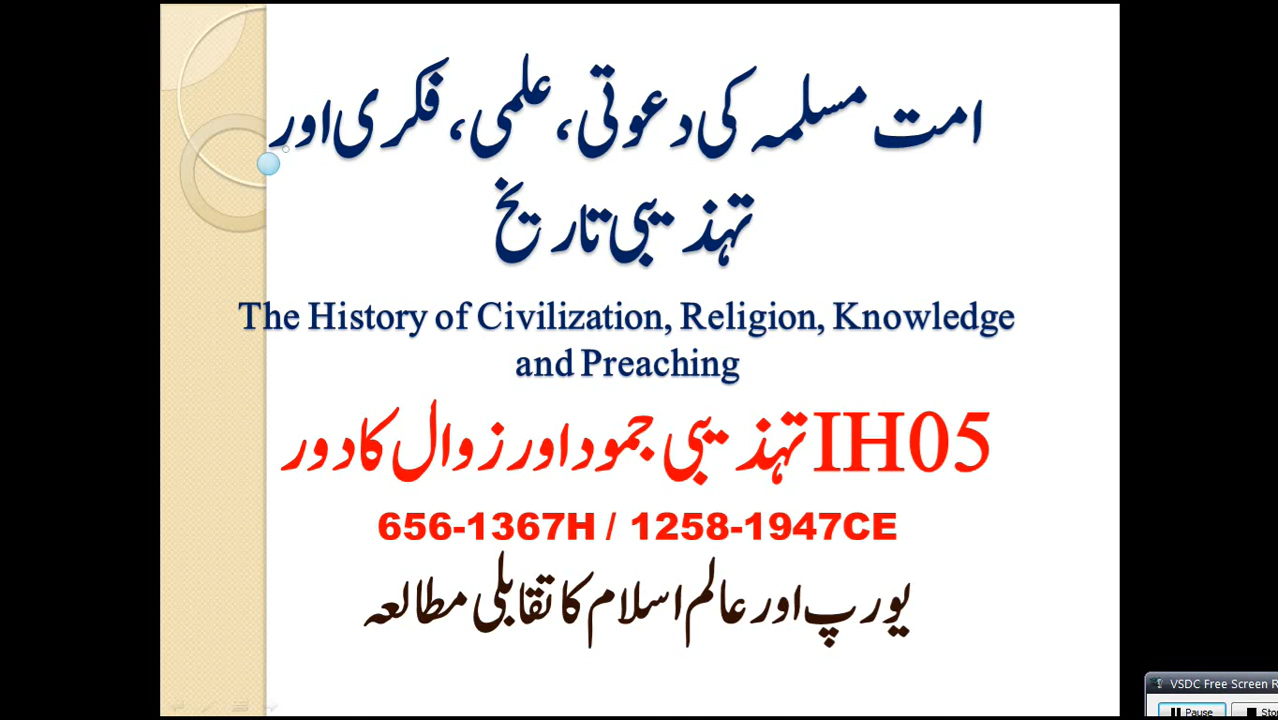 امت مسلمہ کی دعوتی، علمی، فکری اور
تہذیبی تاریخ
The History of Civilization, Religion, Knowledge
and Preaching
IH05 تہذیبی جمود اور زوال کا دور
656-1367H / 1258-1947CE
یورپ اور عالم اسلام کا تقابلی مطالعہ
VSDC Free Screen R
Pause
Sto